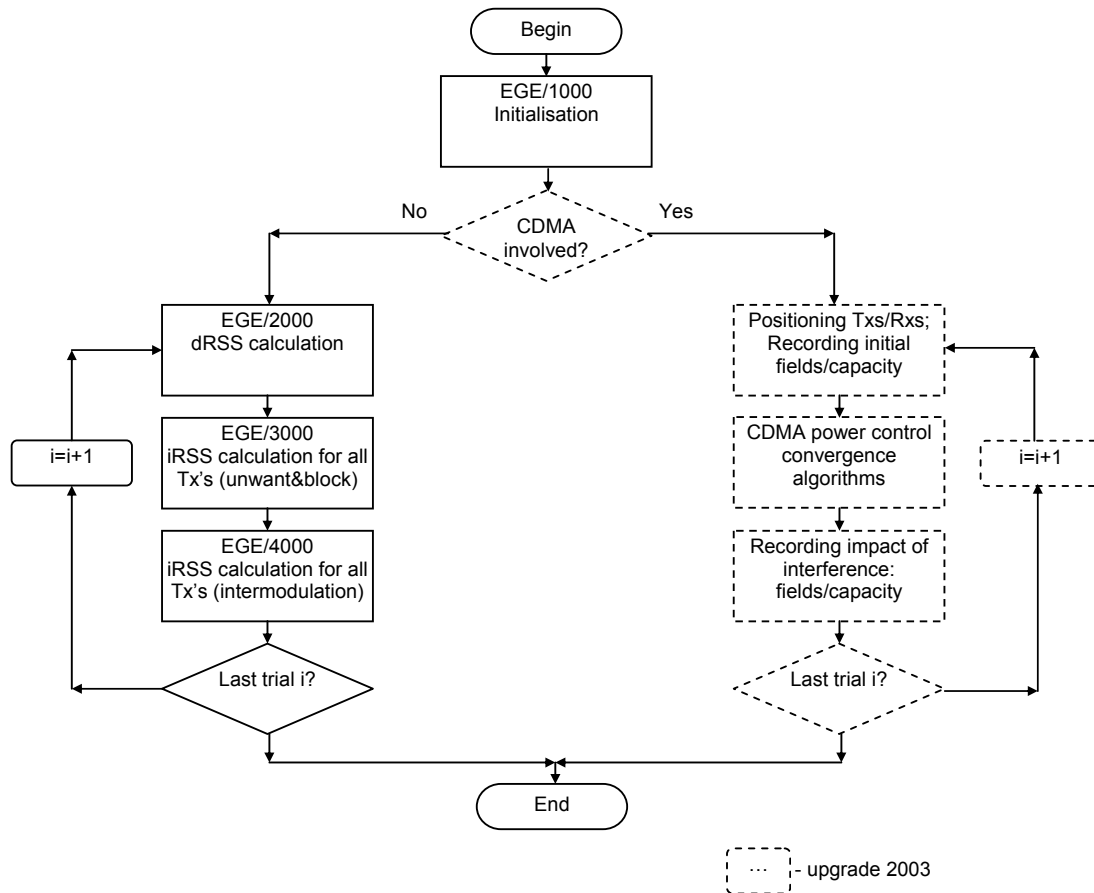 Begin
EGE/1000
Initialisation
No
Yes
CDMA
involved?
EGE/2000
dRSS calculation
EGE/3000
iRSS calculation for all
Tx's (unwant&block)
EGE/4000
iRSS calculation for all
Tx's (intermodulation)
i=i+1
Last trial i?
Positioning Txs/Rxs;
Recording initial
fields/capacity
CDMA power control
convergence
algorithms
Recording impact of
interference:
fields/capacity
i=i+1
Last trial i?
End
... - upgrade 2003